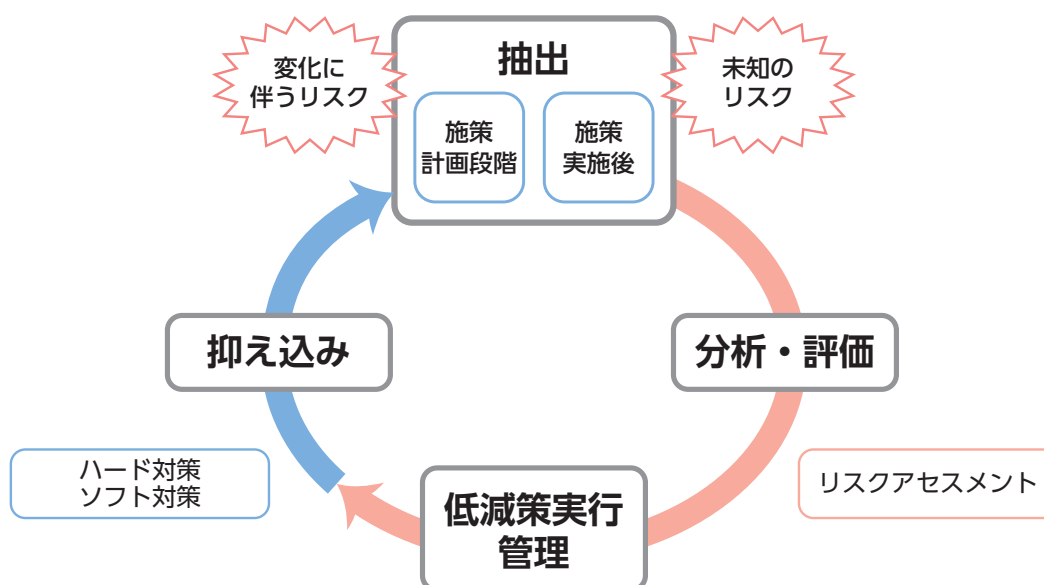 抽出
変化に
伴うリスク
未知の
リスク
施策
計画段階
施策
実施後
抑え込み
分析・評価
ハード対策
ソフト対策
リスクアセスメント
低減策実行
管理